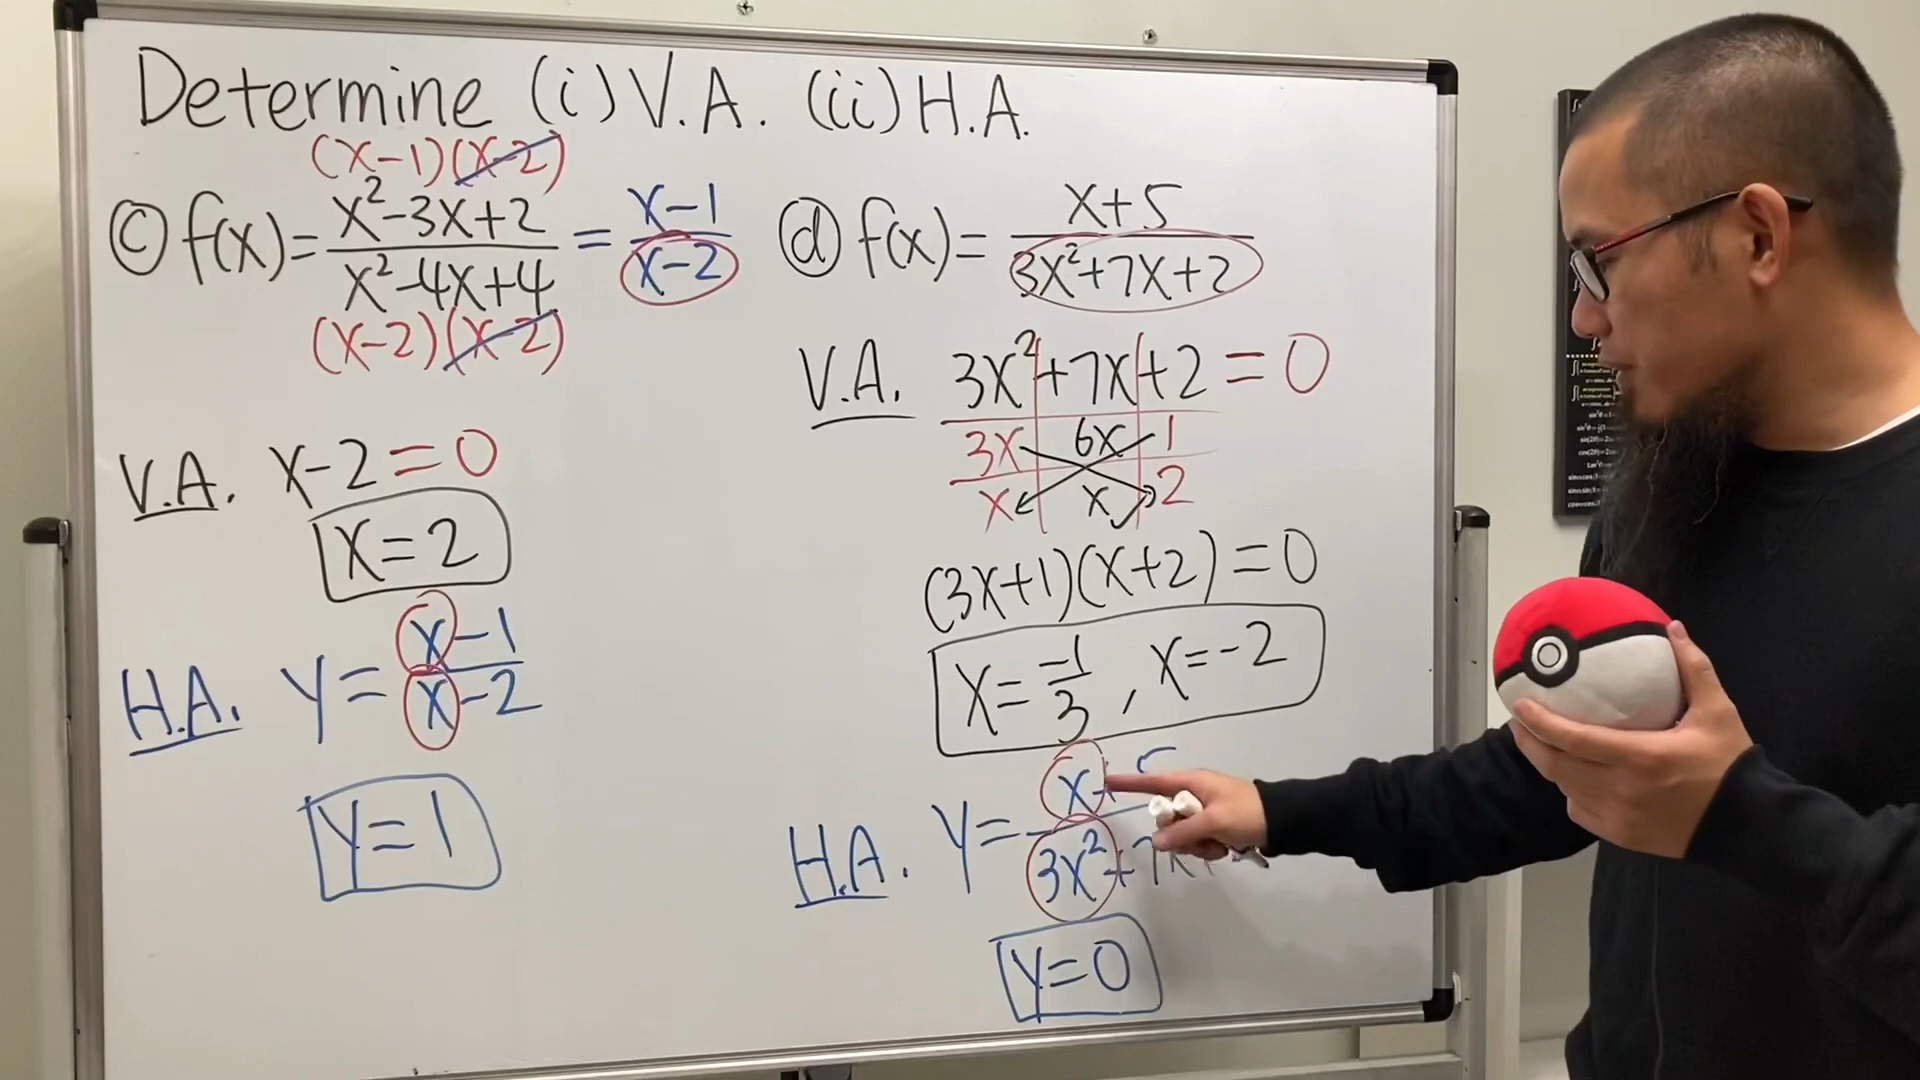 Determine (i) V.A. (ii) H.A.
(x-1)(x-2)
ⓒ f(x) = x²-3x+2 / x²-4x+4 = x-1 / x-2
(x-2)(x-2)
V.A. x-2=0
x=2
H.A. y = x-1 / x-2
y=1
ⓓ f(x) = x+5 / 3x²+7x+2
V.A. 3x²+7x+2=0
3x 6x 1
x x 2
(3x+1)(x+2)=0
x = -1/3, x=-2
H.A. y = x+5 / 3x²+7x+
y=0